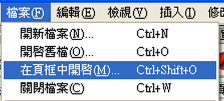 檔案(F) 編輯(E) 檢視(V) 插入(I)
開新檔案(N)... Ctrl+N
開啟舊檔(O)... Ctrl+O
在頁框中開啟(M)... Ctrl+Shift+O
關閉檔案(C) Ctrl+W